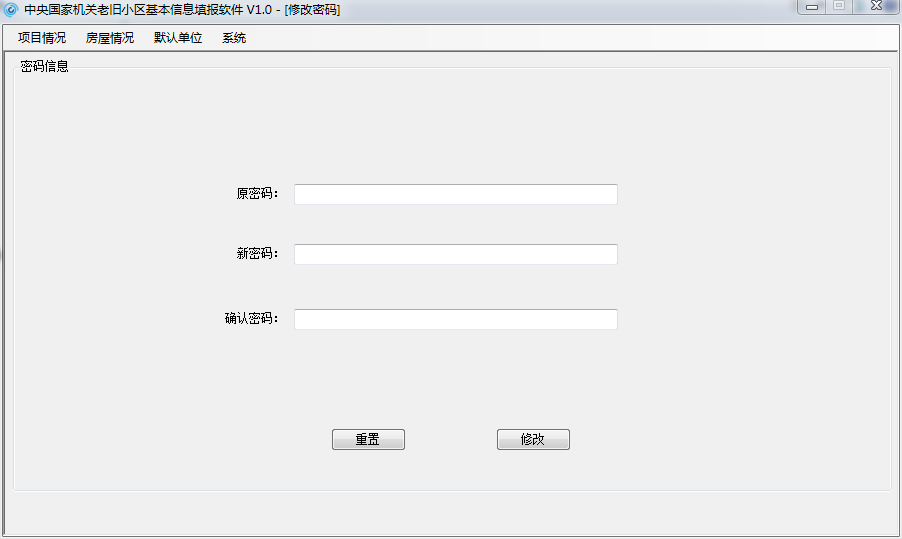 中央国家机关老旧小区基本信息填报软件 V1.0 - [修改密码]
项目情况 房屋情况 默认单位 系统
密码信息
原密码：
新密码：
确认密码：
重置 修改